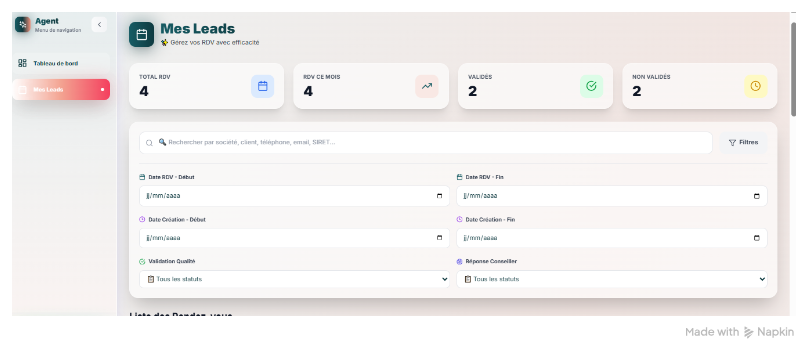 Agent
Menu de navigation
Tableau de bord
Mes Leads
Mes Leads
Gérez vos RDV avec efficacité
TOTAL RDV
4
RDV CE MOIS
4
VALIDÉS
2
NON VALIDÉS
2
Rechercher par société, client, téléphone, email, SIRET...
Filtres
Date RDV - Début
Date RDV - Fin
jj/mm/aaaa
jj/mm/aaaa
Date Création - Début
Date Création - Fin
jj/mm/aaaa
jj/mm/aaaa
Validation Qualité
Réponse Conseiller
Tous les statuts
Tous les statuts
Liste des Rendez-vous
Made with Napkin